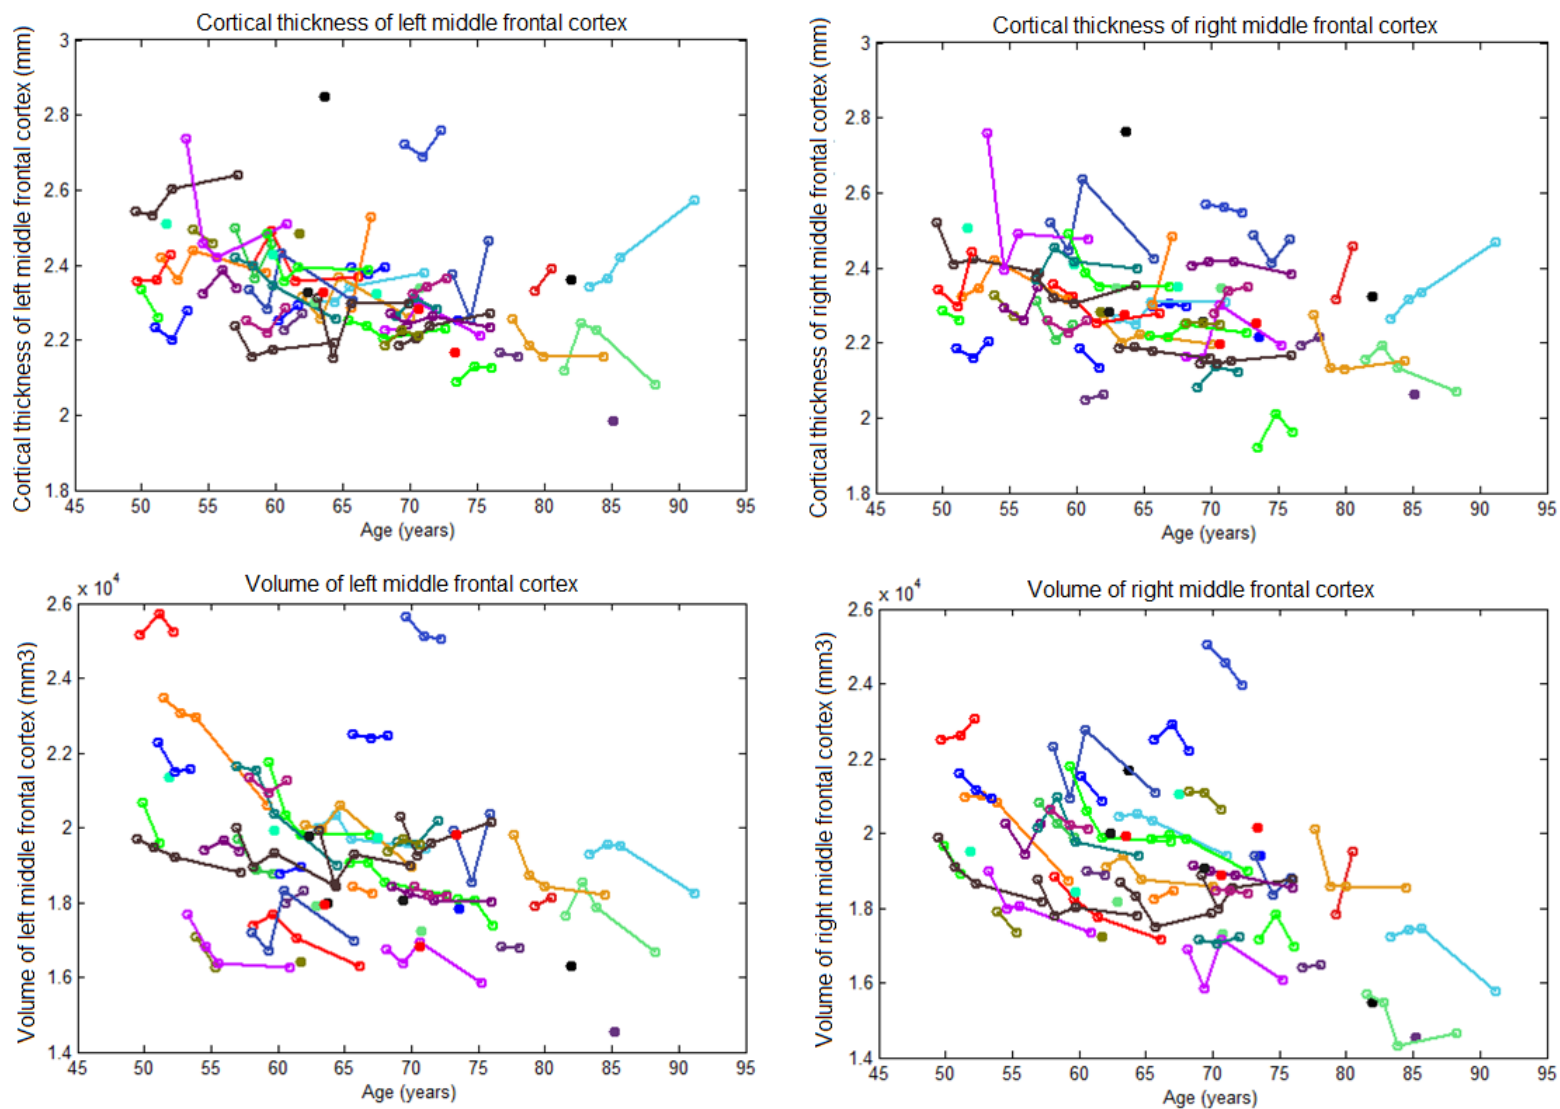 Cortical thickness of left middle frontal cortex
Cortical thickness of left middle frontal cortex (mm)
3
2.8
2.6
2.4
2.2
2
1.8
45 50 55 60 65 70 75 80 85 90 95
Age (years)
Cortical thickness of right middle frontal cortex
Cortical thickness of right middle frontal cortex (mm)
3
2.8
2.6
2.4
2.2
2
1.8
45 50 55 60 65 70 75 80 85 90 95
Age (years)
Volume of left middle frontal cortex
x 10^4
Volume of left middle frontal cortex (mm3)
2.6
2.4
2.2
2
1.8
1.6
1.4
45 50 55 60 65 70 75 80 85 90 95
Age (years)
Volume of right middle frontal cortex
x 10^4
Volume of right middle frontal cortex (mm3)
2.6
2.4
2.2
2
1.8
1.6
1.4
45 50 55 60 65 70 75 80 85 90 95
Age (years)